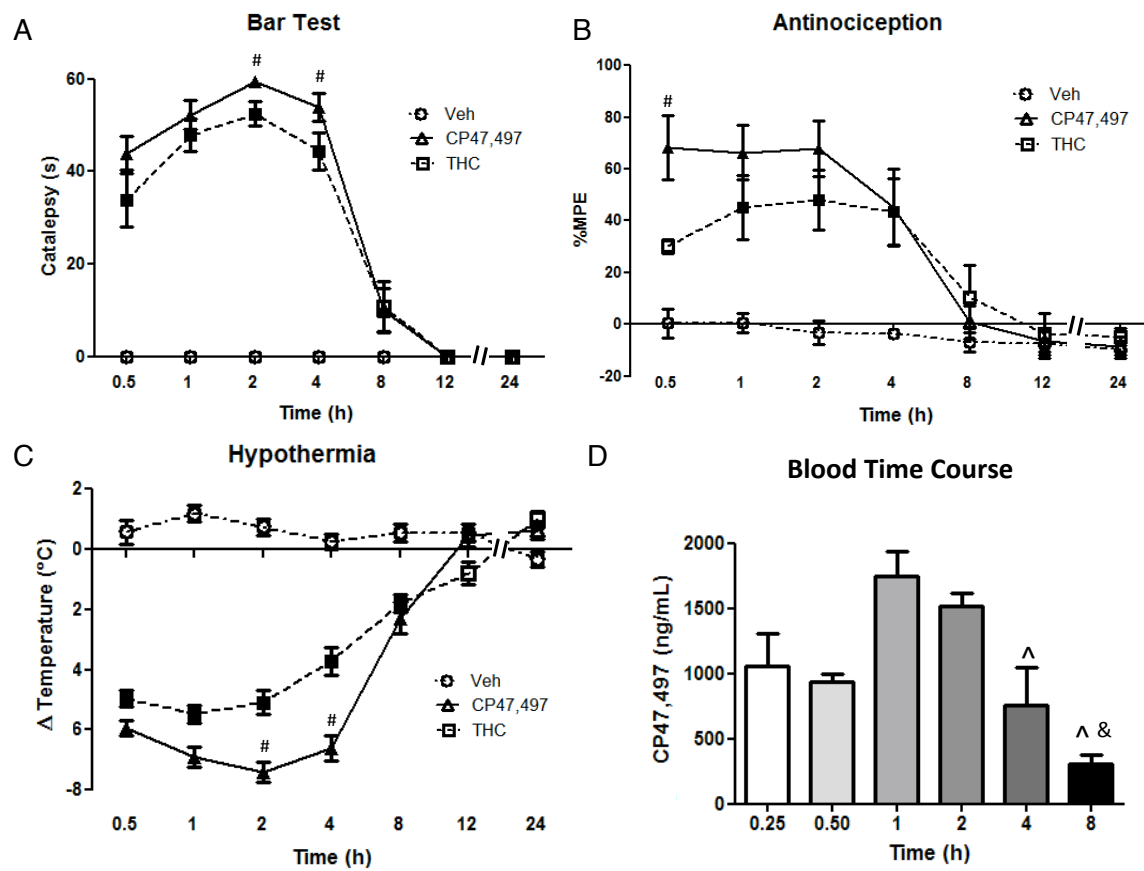 A
Bar Test
Catalepsy (s)
60
40
20
0
# #
Veh
CP47,497
THC
0.5 1 2 4 8 12 24
Time (h)
B
Antinociception
%MPE
100
80
60
40
20
0
-20
#
Veh
CP47,497
THC
0.5 1 2 4 8 12 24
Time (h)
C
Hypothermia
Δ Temperature (°C)
2
0
2
4
6
-8
# #
Veh
CP47,497
THC
0.5 1 2 4 8 12 24
Time (h)
D
Blood Time Course
CP47,497 (ng/mL)
2000
1500
1000
500
0
^
^ &
0.25 0.50 1 2 4 8
Time (h)